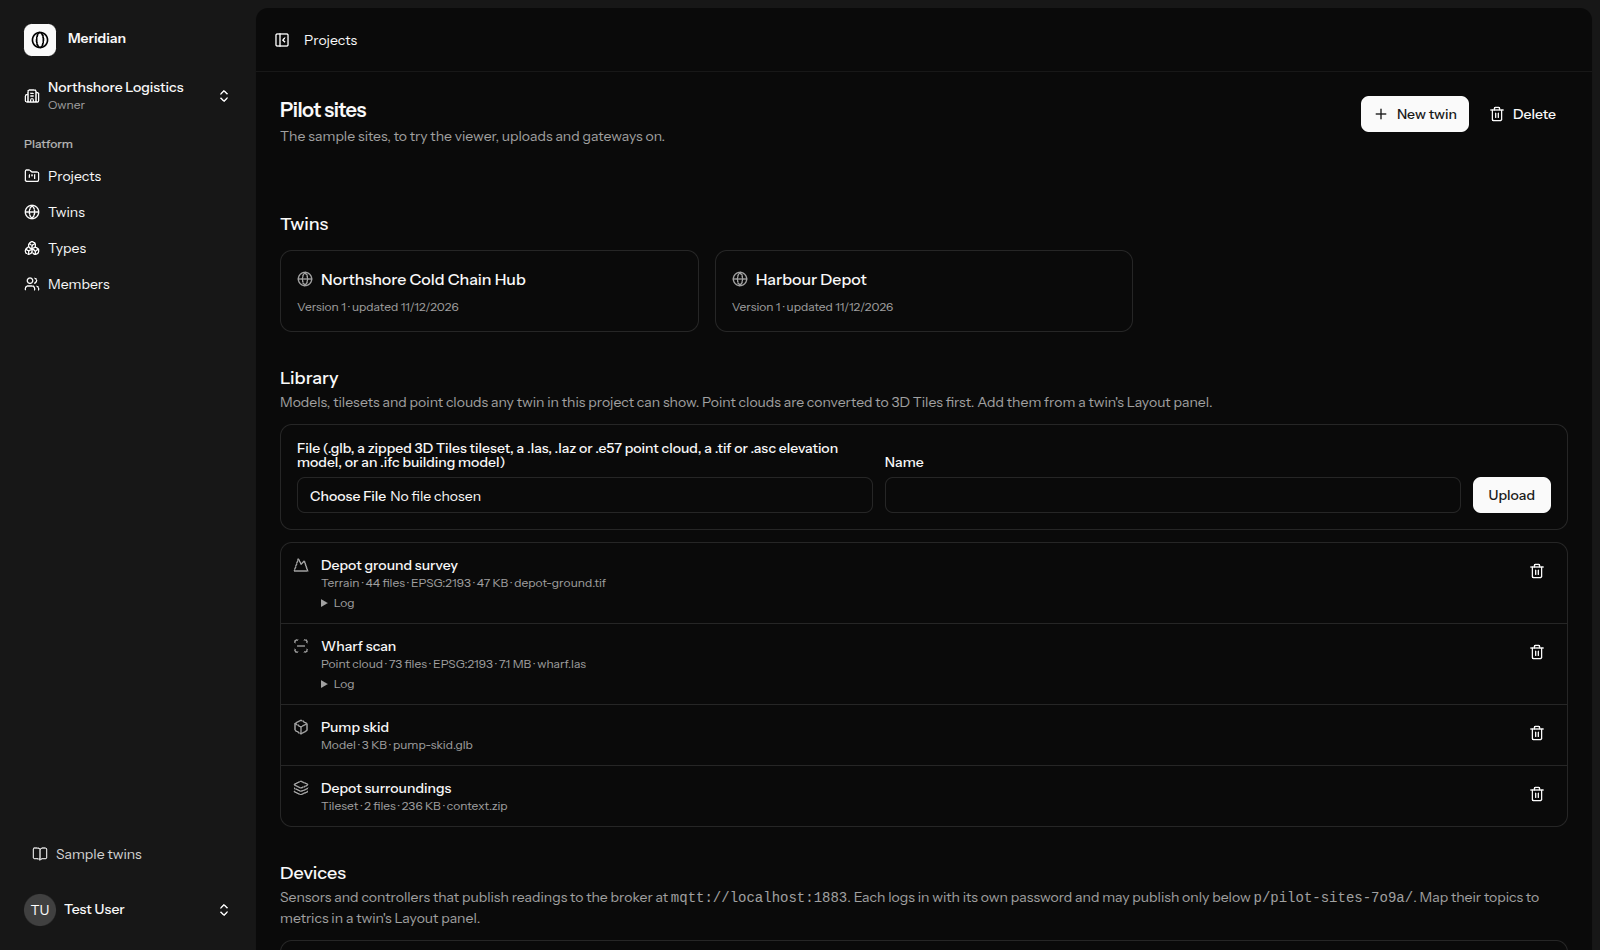 Meridian
Northshore Logistics
Owner
Platform
Projects
Twins
Types
Members
Sample twins
TU
Test User
Projects
Pilot sites
The sample sites, to try the viewer, uploads and gateways on.
New twin
Delete
Twins
Northshore Cold Chain Hub
Version 1 · updated 11/12/2026
Harbour Depot
Version 1 · updated 11/12/2026
Library
Models, tilesets and point clouds any twin in this project can show. Point clouds are converted to 3D Tiles first. Add them from a twin's Layout panel.
File (.glb, a zipped 3D Tiles tileset, a .las, .laz or .e57 point cloud, a .tif or .asc elevation
model, or an .ifc building model)
Name
Choose File No file chosen
Upload
Depot ground survey
Terrain · 44 files · EPSG:2193 · 47 KB · depot-ground.tif
Log
Wharf scan
Point cloud · 73 files · EPSG:2193 · 7.1 MB · wharf.las
Log
Pump skid
Model · 3 KB · pump-skid.glb
Depot surroundings
Tileset · 2 files · 236 KB · context.zip
Devices
Sensors and controllers that publish readings to the broker at mqtt://localhost:1883. Each logs in with its own password and may publish only below p/pilot-sites-7o9a/. Map their topics to
metrics in a twin's Layout panel.